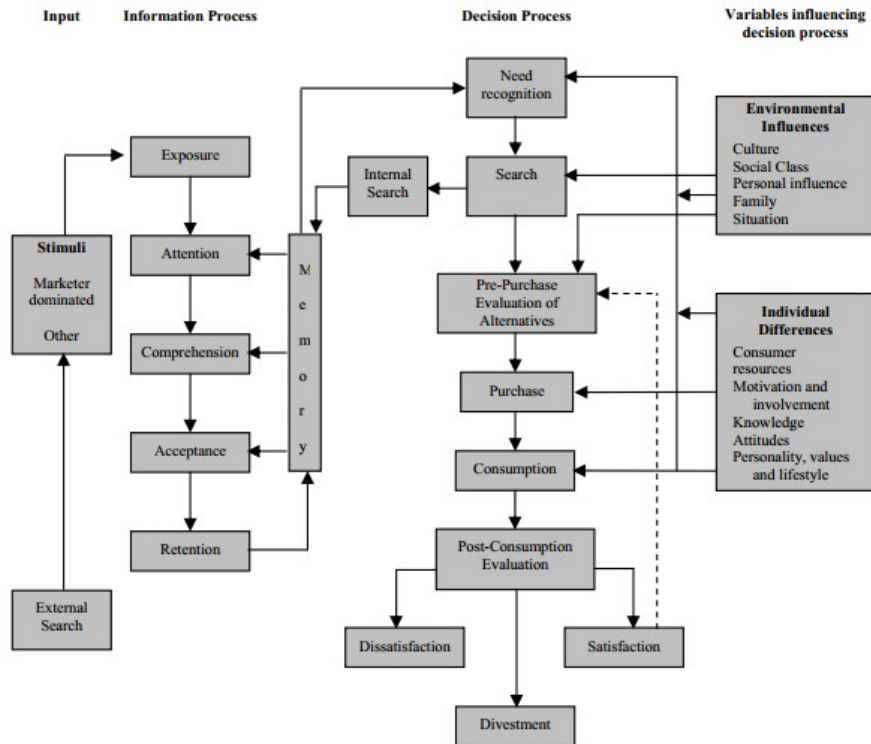 Input
Information Process
Decision Process
Variables influencing
decision process
Need
recognition
Environmental
Influences
Culture
Social Class
Personal influence
Family
Situation
Exposure
Internal
Search
Search
Stimuli
Marketer
dominated
Other
Attention
M
e
m
o
r
y
Pre-Purchase
Evaluation of
Alternatives
Individual
Differences
Consumer
resources
Motivation and
involvement
Knowledge
Attitudes
Personality, values
and lifestyle
Comprehension
Purchase
Acceptance
Consumption
Retention
Post-Consumption
Evaluation
External
Search
Dissatisfaction
Satisfaction
Divestment